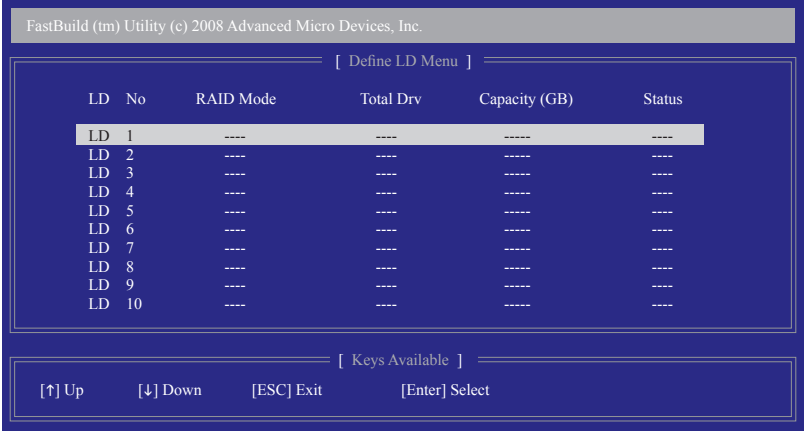 FastBuild (tm) Utility (c) 2008 Advanced Micro Devices, Inc.
[ Define LD Menu ]
LD No RAID Mode Total Drv Capacity (GB) Status
LD 1 ---- ---- ----- ----
LD 2 ---- ---- ----- ----
LD 3 ---- ---- ----- ----
LD 4 ---- ---- ----- ----
LD 5 ---- ---- ----- ----
LD 6 ---- ---- ----- ----
LD 7 ---- ---- ----- ----
LD 8 ---- ---- ----- ----
LD 9 ---- ---- ----- ----
LD 10 ---- ---- ----- ----
[ Keys Available ]
[↑] Up [↓] Down [ESC] Exit [Enter] Select